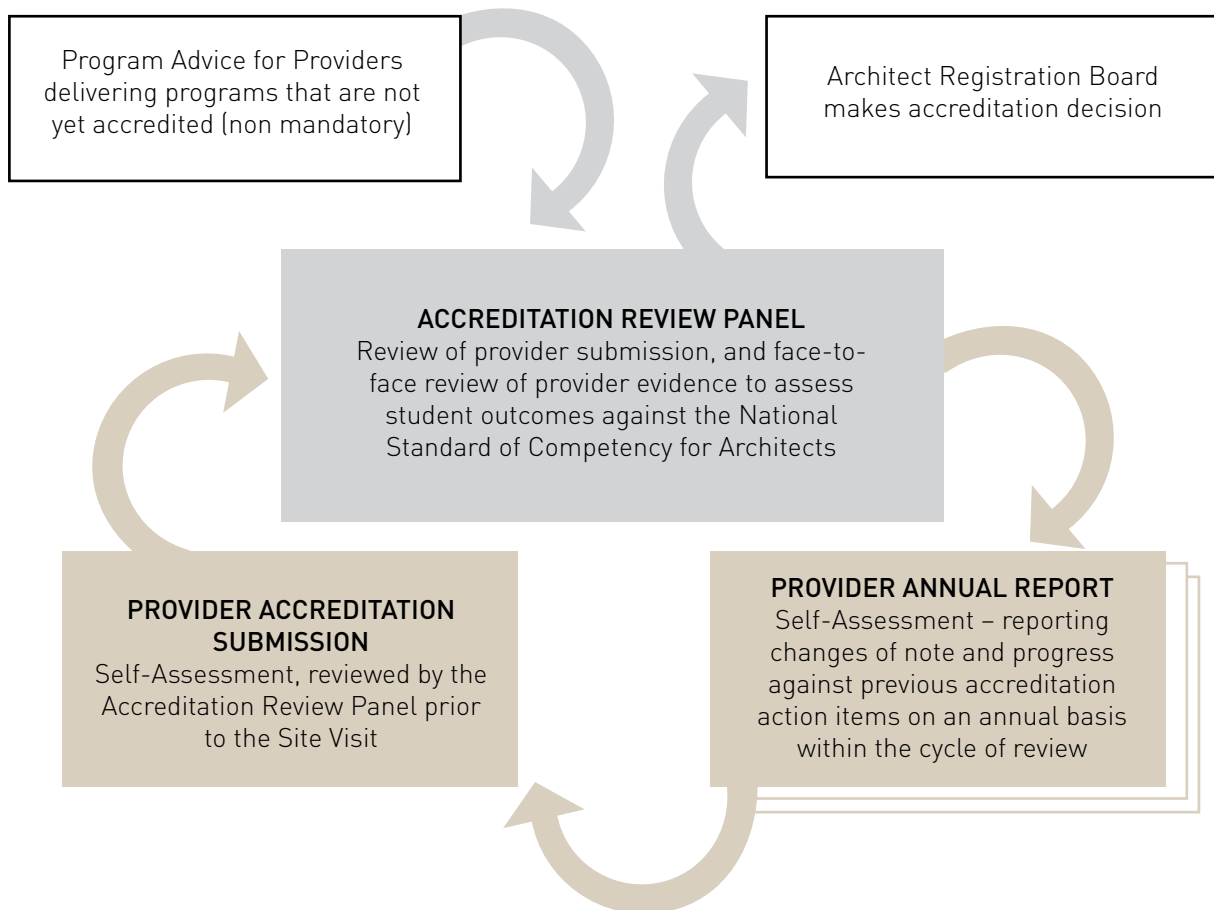 Program Advice for Providers
delivering programs that are not
yet accredited (non mandatory)
Architect Registration Board
makes accreditation decision
ACCREDITATION REVIEW PANEL
Review of provider submission, and face-to-
face review of provider evidence to assess
student outcomes against the National
Standard of Competency for Architects
PROVIDER ACCREDITATION
SUBMISSION
Self-Assessment, reviewed by the
Accreditation Review Panel prior
to the Site Visit
PROVIDER ANNUAL REPORT
Self-Assessment – reporting
changes of note and progress
against previous accreditation
action items on an annual basis
within the cycle of review